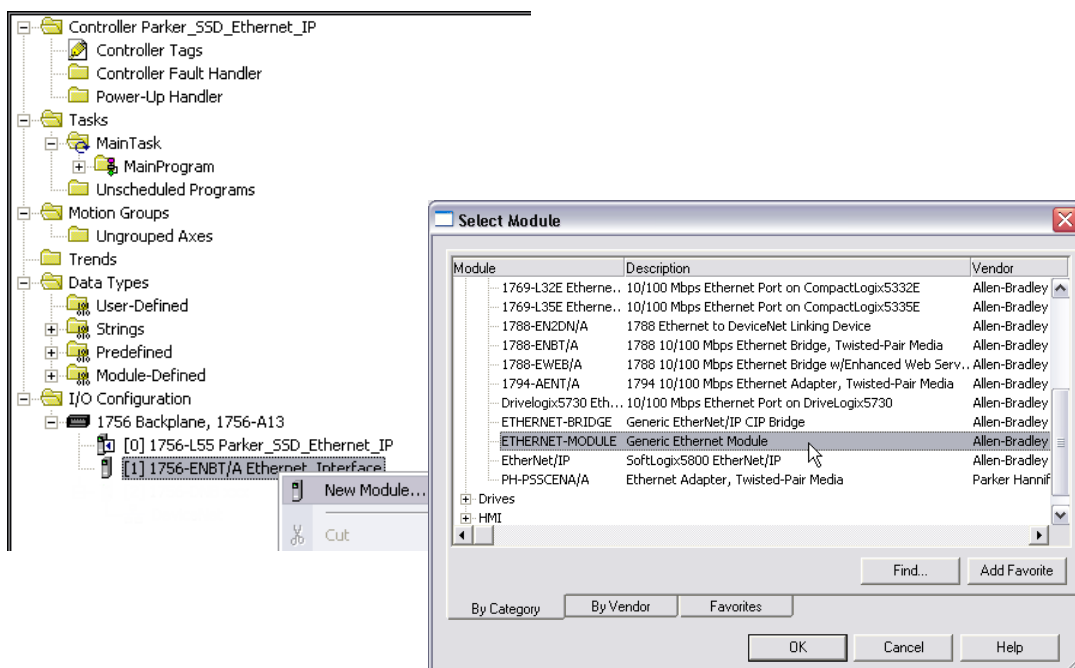 Controller Parker_SSD_Ethernet_IP
Controller Tags
Controller Fault Handler
Power-Up Handler
Tasks
MainTask
MainProgram
Unscheduled Programs
Motion Groups
Ungrouped Axes
Trends
Data Types
User-Defined
Strings
Predefined
Module-Defined
I/O Configuration
1756 Backplane, 1756-A13
[0] 1756-L55 Parker_SSD_Ethernet_IP
[1] 1756-ENBT/A Ethernet_Interface
New Module...
Cut
Select Module
Module Description Vendor
1769-L32E Etherne... 10/100 Mbps Ethernet Port on CompactLogix5332E Allen-Bradley
1769-L35E Etherne... 10/100 Mbps Ethernet Port on CompactLogix5335E Allen-Bradley
1788-EN2DN/A 1788 Ethernet to DeviceNet Linking Device Allen-Bradley
1788-ENBT/A 1788 10/100 Mbps Ethernet Bridge, Twisted-Pair Media Allen-Bradley
1788-EWEB/A 1788 10/100 Mbps Ethernet Bridge w/Enhanced Web Serv... Allen-Bradley
1794-AENT/A 1794 10/100 Mbps Ethernet Adapter, Twisted-Pair Media Allen-Bradley
Drivelogix5730 Eth... 10/100 Mbps Ethernet Port on DriveLogix5730 Allen-Bradley
ETHERNET-BRIDGE Generic EtherNet/IP CIP Bridge Allen-Bradley
ETHERNET-MODULE Generic Ethernet Module Allen-Bradley
EtherNet/IP SoftLogix5800 EtherNet/IP Allen-Bradley
PH-PSSCENA/A Ethernet Adapter, Twisted-Pair Media Parker Hannif
Drives
HMI
Find... Add Favorite
By Category By Vendor Favorites
OK Cancel Help